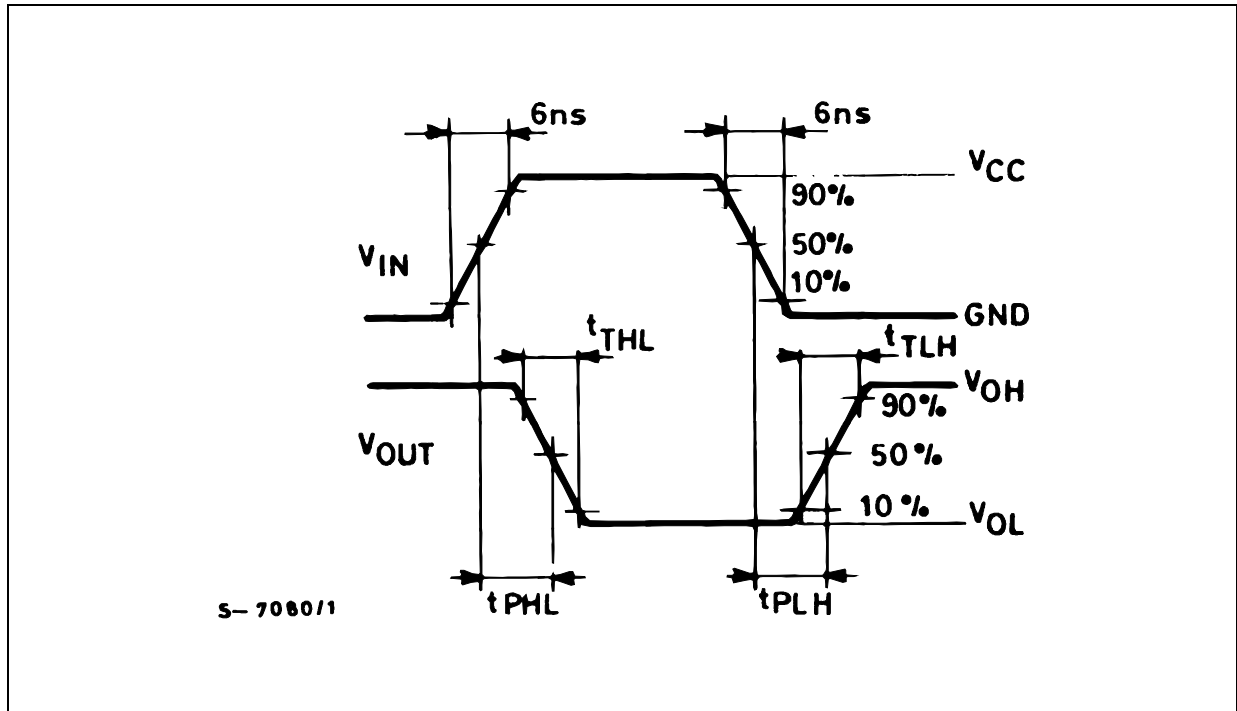 6ns
6ns
VCC
90%
50%
10%
VIN
GND
tTHL
tTLH
VOH
90%
VOUT
50%
10%
VOL
tPHL
tPLH
S-7080/1